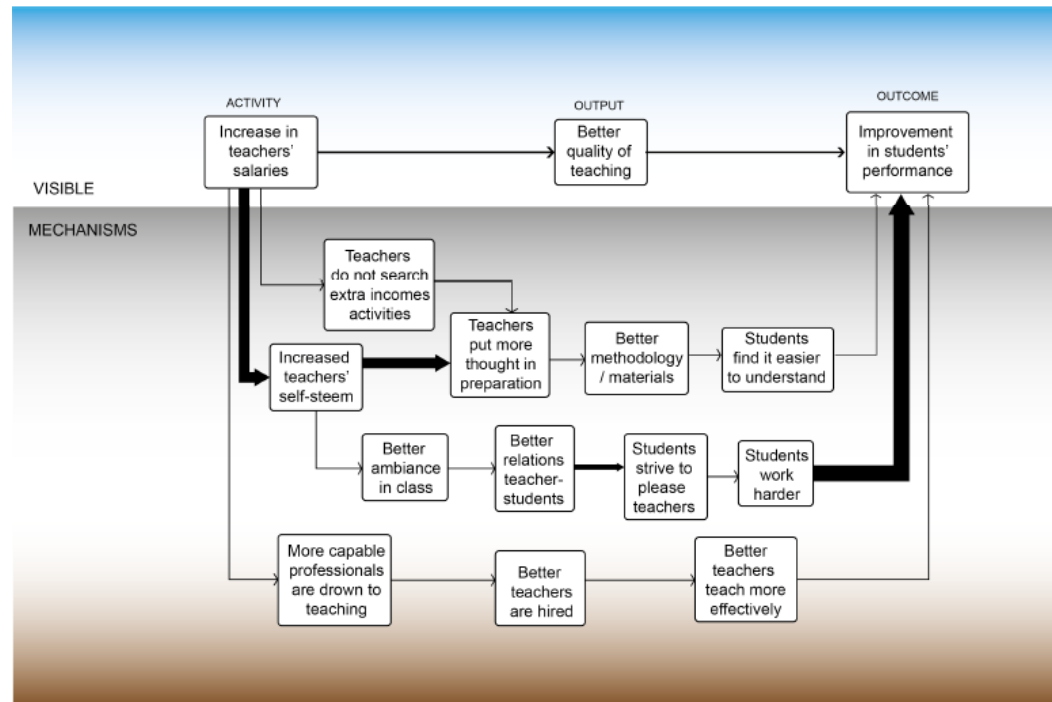 ACTIVITY
Increase in
teachers'
salaries
OUTPUT
Better
quality of
teaching
OUTCOME
Improvement
in students'
performance
VISIBLE
MECHANISMS
Teachers
do not search
extra incomes
activities
Teachers
put more
thought in
preparation
Better
methodology
/ materials
Students
find it easier
to understand
Increased
teachers'
self-steem
Better
ambiance
in class
Better
relations
teacher-
students
Students
strive to
please
teachers
Students
work
harder
More capable
professionals
are drown to
teaching
Better
teachers
are hired
Better
teachers
teach more
effectively